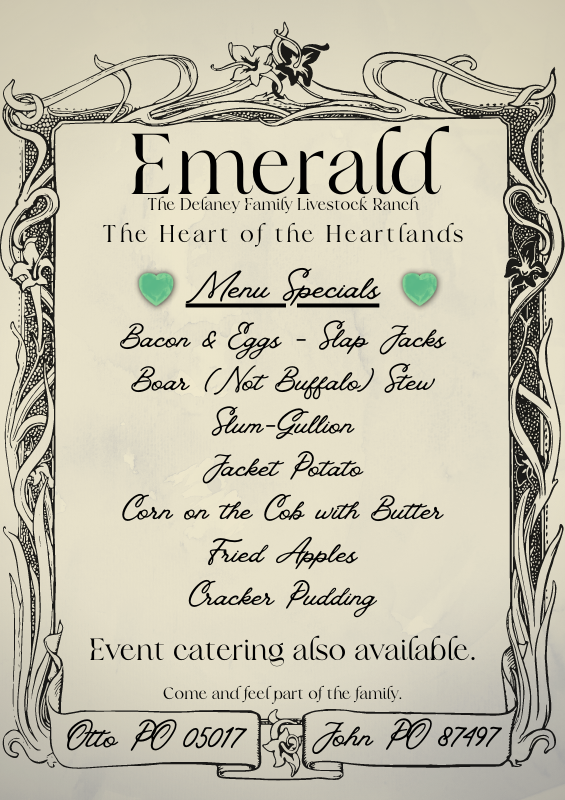 Emerald
The Delaney Family Livestock Ranch
The Heart of the Heartlands
Menu Specials
Bacon & Eggs - Slap Jacks
Boar (Not Buffalo) Stew
Slum-Gullion
Jacket Potato
Corn on the Cob with Butter
Fried Apples
Cracker Pudding
Event catering also available.
Come and feel part of the family.
Otto PO 05017
John PO 87497